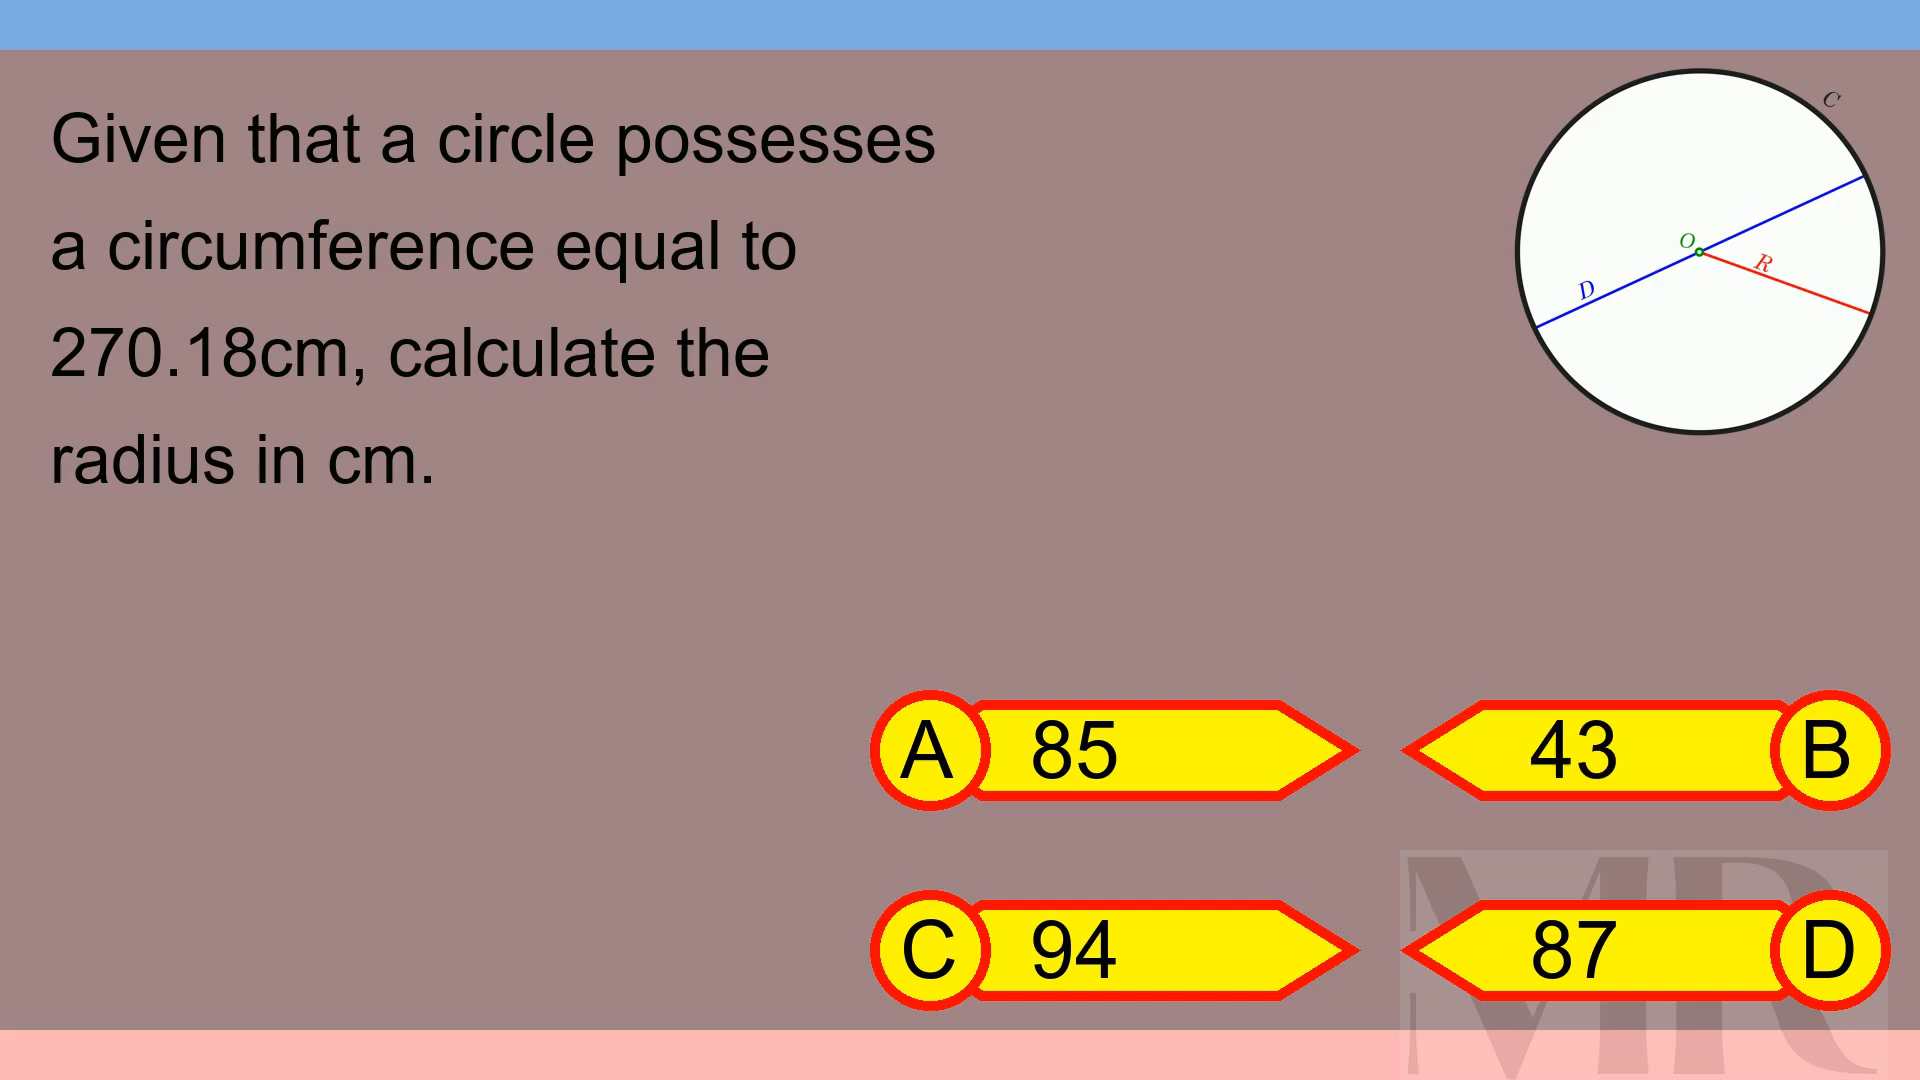 Given that a circle possesses
a circumference equal to
270.18cm, calculate the
radius in cm.
C
O
R
D
A 85
43 B
C 94
87 D
MR